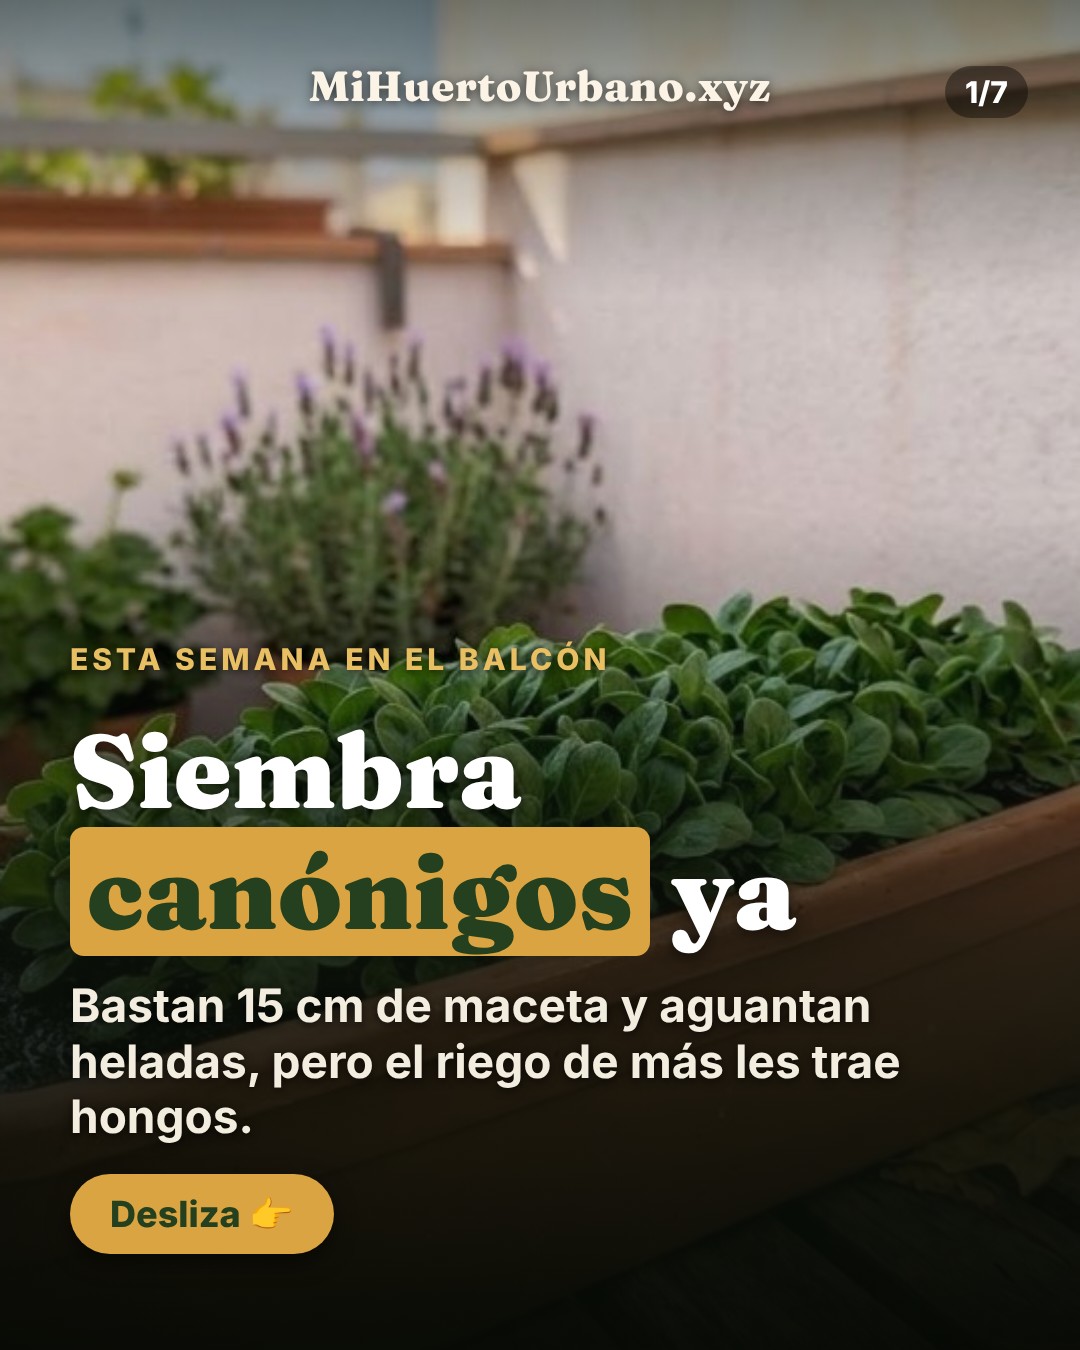 MiHuertoUrbano.xyz
1/7
ESTA SEMANA EN EL BALCÓN
Siembra
canónigos ya
Bastan 15 cm de maceta y aguantan
heladas, pero el riego de más les trae
hongos.
Desliza 👉